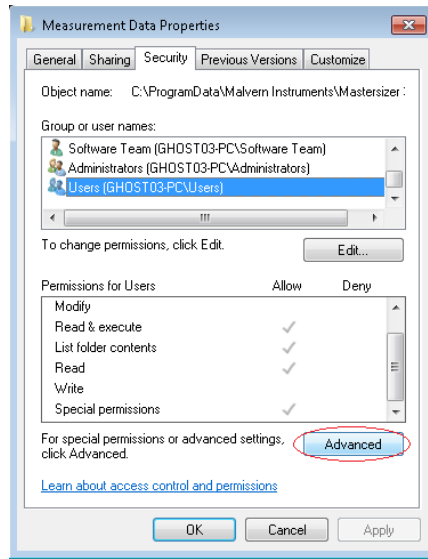 Measurement Data Properties
General Sharing Security Previous Versions Customize
Object name: C:\ProgramData\Malvern Instruments\Mastersizer :
Group or user names:
Software Team (GHOST03-PC\Software Team)
Administrators (GHOST03-PC\Administrators)
Users (GHOST03-PC\Users)
To change permissions, click Edit.
Edit...
Permissions for Users Allow Deny
Modify
Read & execute
List folder contents
Read
Write
Special permissions
For special permissions or advanced settings,
click Advanced.
Advanced
Learn about access control and permissions
OK Cancel Apply